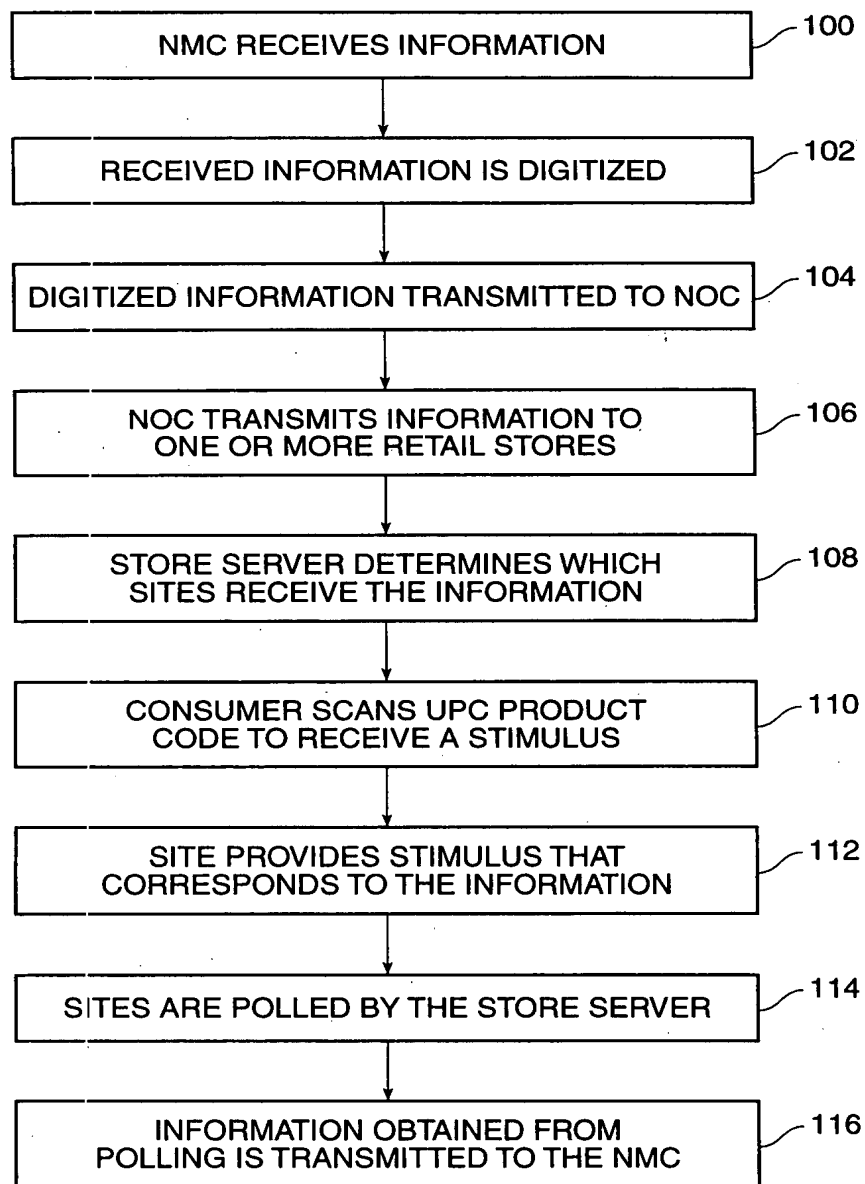 NMC RECEIVES INFORMATION
100
RECEIVED INFORMATION IS DIGITIZED
102
DIGITIZED INFORMATION TRANSMITTED TO NOC
104
NOC TRANSMITS INFORMATION TO
ONE OR MORE RETAIL STORES
106
STORE SERVER DETERMINES WHICH
SITES RECEIVE THE INFORMATION
108
CONSUMER SCANS UPC PRODUCT
CODE TO RECEIVE A STIMULUS
110
SITE PROVIDES STIMULUS THAT
CORRESPONDS TO THE INFORMATION
112
SITES ARE POLLED BY THE STORE SERVER
114
INFORMATION OBTAINED FROM
POLLING IS TRANSMITTED TO THE NMC
116